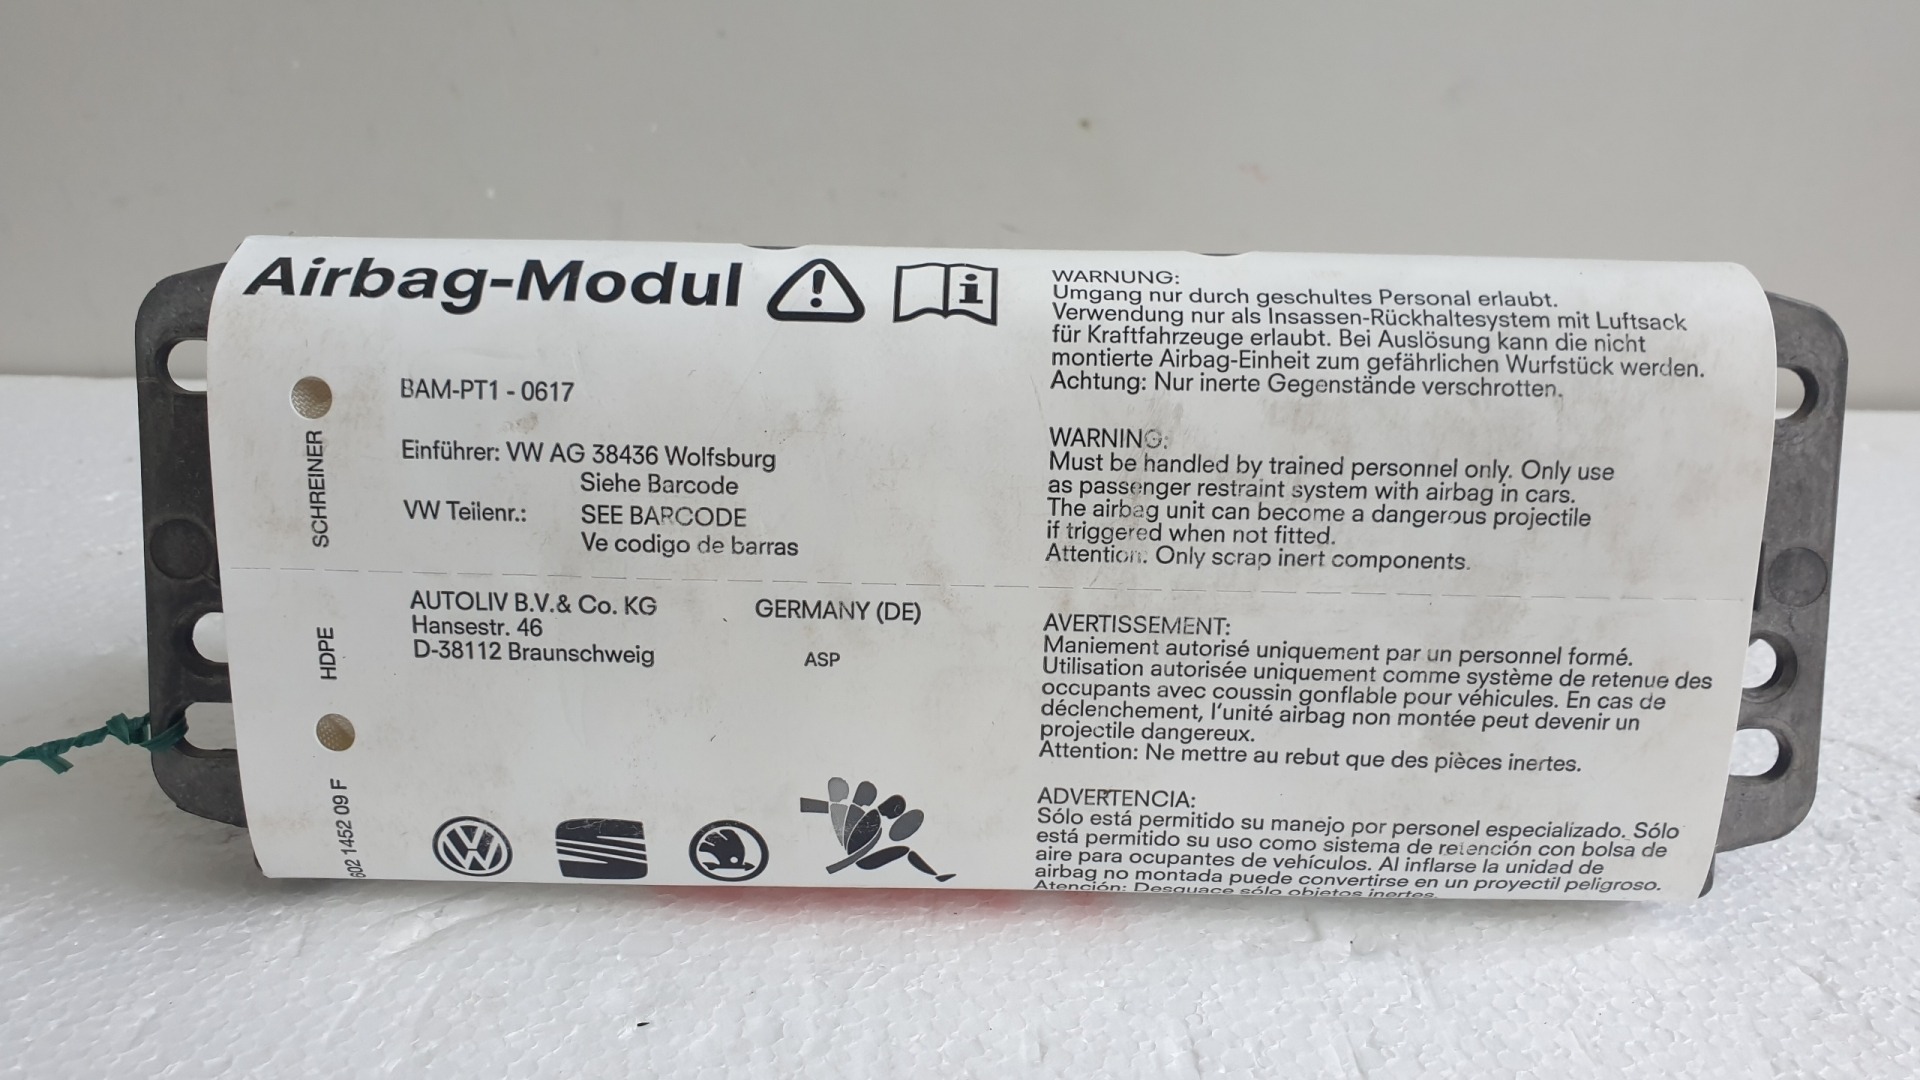 Airbag-Modul
BAM-PT1 - 0617
Einführer: VW AG 38436 Wolfsburg
Siehe Barcode
VW Teilenr.: SEE BARCODE
Ve codigo de barras
AUTOLIV B.V.& Co. KG
Hansestr. 46
D-38112 Braunschweig
GERMANY (DE)
ASP
SCHREINER
HDPE
602 1452 09 F
WARNUNG:
Umgang nur durch geschultes Personal erlaubt.
Verwendung nur als Insassen-Rückhaltesystem mit Luftsack
für Kraftfahrzeuge erlaubt. Bei Auslösung kann die nicht
montierte Airbag-Einheit zum gefährlichen Wurfstück werden.
Achtung: Nur inerte Gegenstände verschrotten.
WARNING:
Must be handled by trained personnel only. Only use
as passenger restraint system with airbag in cars.
The airbag unit can become a dangerous projectile
if triggered when not fitted.
Attention: Only scrap inert components.
AVERTISSEMENT:
Maniement autorisé uniquement par un personnel formé.
Utilisation autorisée uniquement comme système de retenue des
occupants avec coussin gonflable pour véhicules. En cas de
déclenchement, l'unité airbag non montée peut devenir un
projectile dangereux.
Attention: Ne mettre au rebut que des pièces inertes.
ADVERTENCIA:
Sólo está permitido su manejo por personel especializado. Sólo
está permitido su uso como sistema de retención con bolsa de
aire para ocupantes de vehículos. Al inflarse la unidad de
airbag no montada puede convertirse en un proyectil peligroso.
Atención: Desguace sólo objetos inertes.